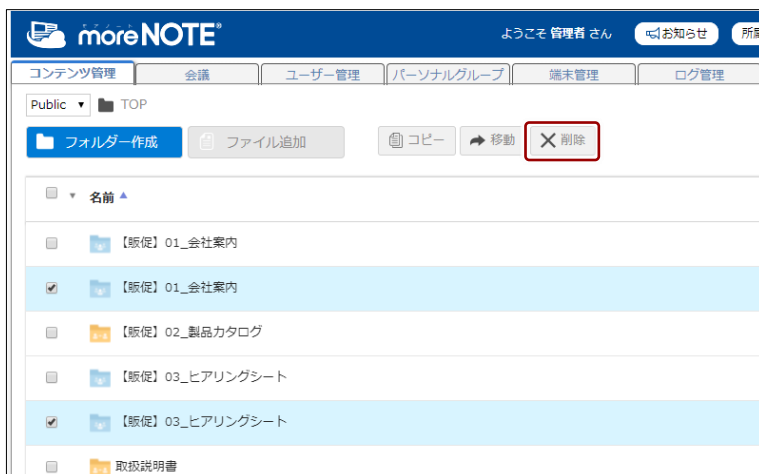 モアノート
moreNOTE®
ようこそ 管理者 さん お知らせ
コンテンツ管理 会議 ユーザー管理 パーソナルグループ 端末管理 ログ管理
Public ▼ TOP
フォルダー作成 ファイル追加 コピー 移動 削除
▼ 名前 ▲
【販促】01_会社案内
【販促】01_会社案内
【販促】02_製品カタログ
【販促】03_ヒアリングシート
【販促】03_ヒアリングシート
取扱説明書